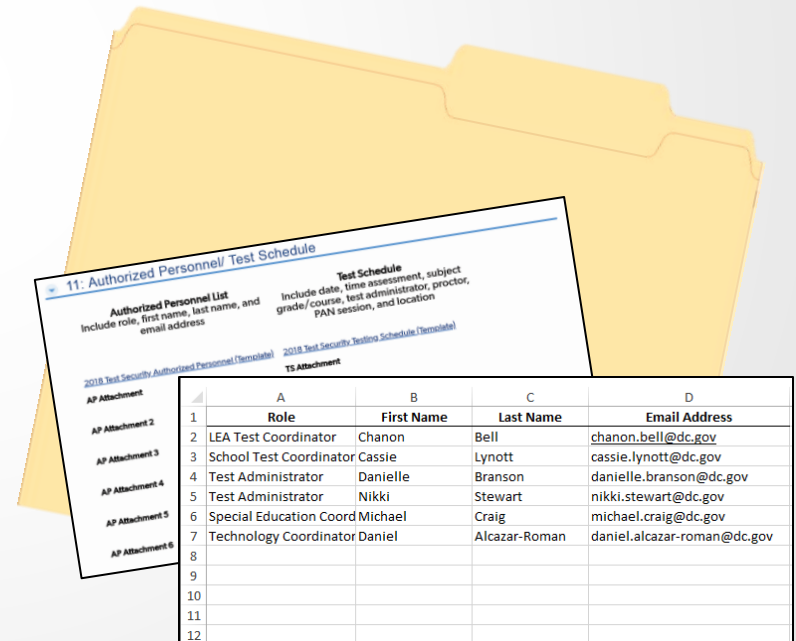 11: Authorized Personnel/ Test Schedule
Authorized Personnel List
Include role, first name, last name, and
email address
Test Schedule
Include date, time assessment, subject
grade/course, test administrator, proctor,
PAN session, and location
2018 Test Security Authorized Personnel (Template)
2018 Test Security Testing Schedule (Template)
AP Attachment
TS Attachment
AP Attachment 2
AP Attachment 3
AP Attachment 4
AP Attachment 5
AP Attachment 6
A B C D
1 Role First Name Last Name Email Address
2 LEA Test Coordinator Chanon Bell chanon.bell@dc.gov
3 School Test Coordinator Cassie Lynott cassie.lynott@dc.gov
4 Test Administrator Danielle Branson danielle.branson@dc.gov
5 Test Administrator Nikki Stewart nikki.stewart@dc.gov
6 Special Education Coord Michael Craig michael.craig@dc.gov
7 Technology Coordinator Daniel Alcazar-Roman daniel.alcazar-roman@dc.gov
8
9
10
11
12